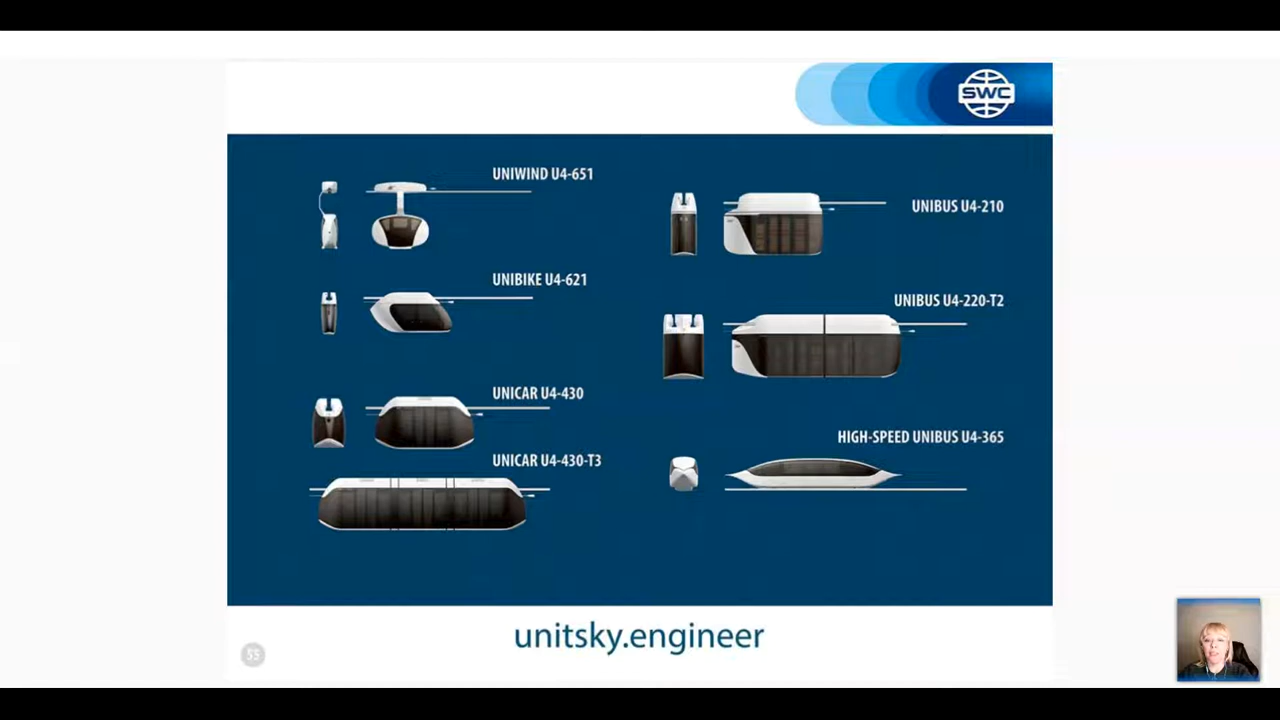 SWC
UNIWIND U4-651
UNIBIKE U4-621
UNICAR U4-430
UNICAR U4-430-T3
UNIBUS U4-210
UNIBUS U4-220-T2
HIGH-SPEED UNIBUS U4-365
unitsky.engineer
55